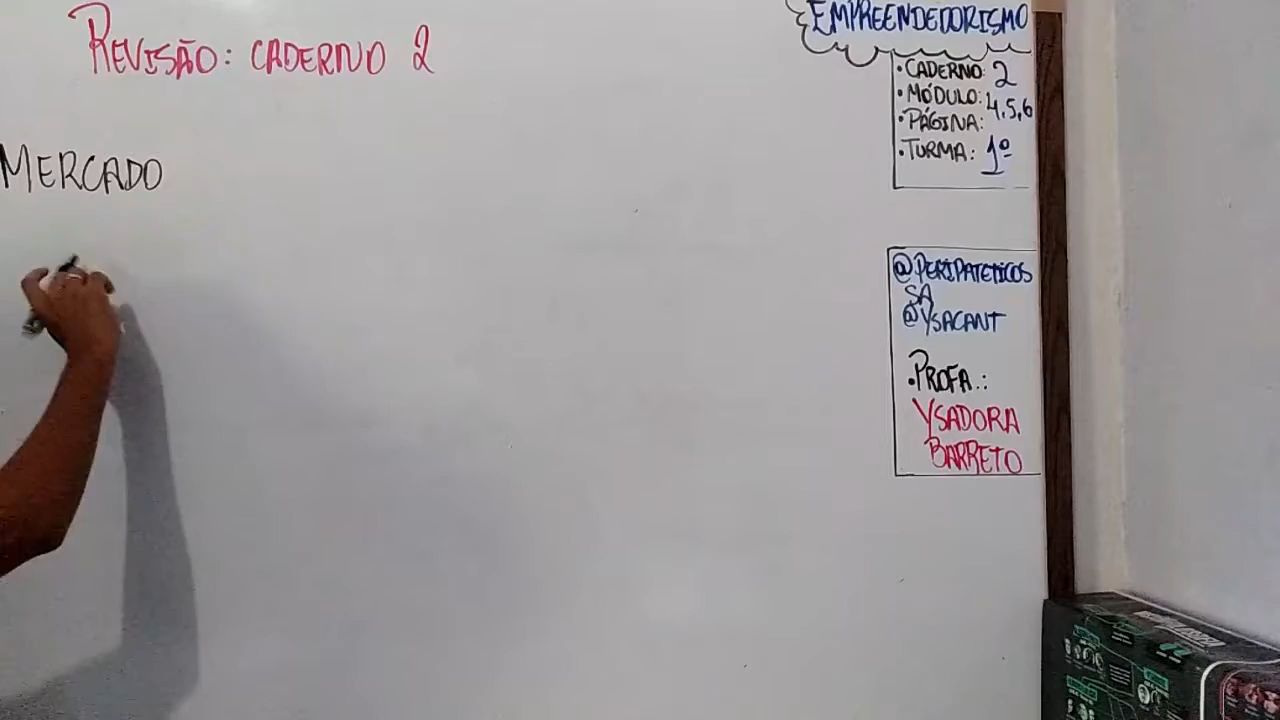 REVISÃO: CADERNO 2
MERCADO
EMPREENDEDORISMO
• CADERNO: 2
• MÓDULO: 4,5,6
• PÁGINA:
• TURMA: 1º
@PERIPATETICOS
SA
@YSACANT
• PROFA.:
YSADORA
BARRETO